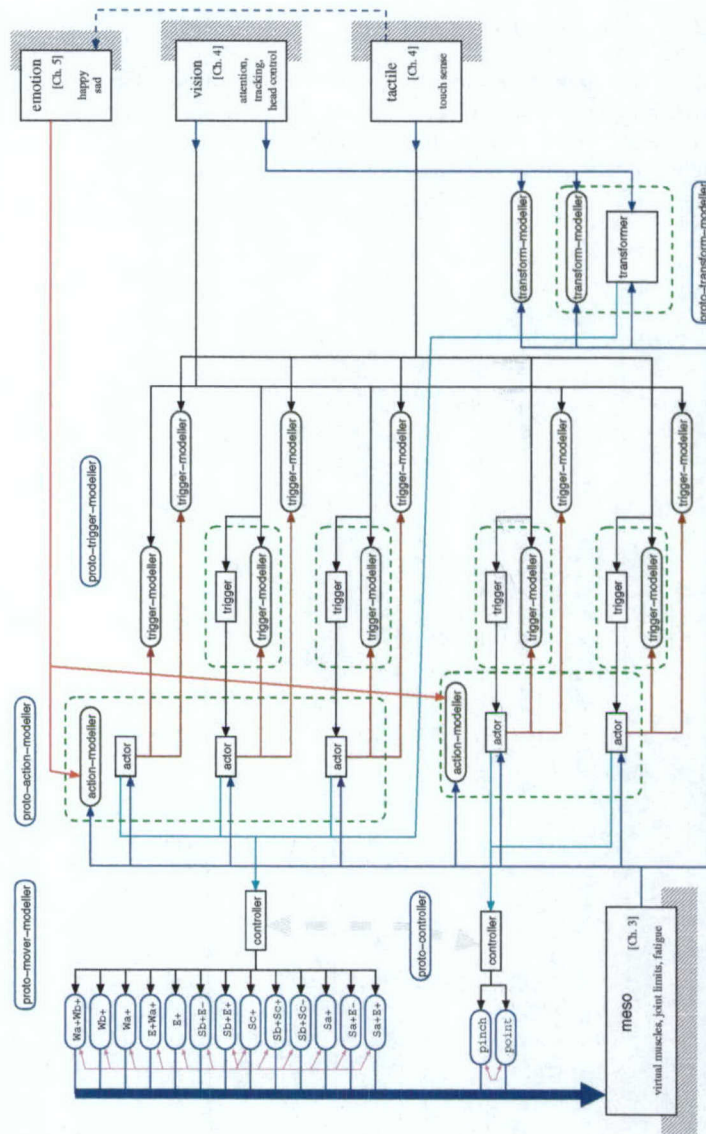 emotion
[Ch. 5]
happy
sad
vision
[Ch. 4]
attention,
tracking,
head control
tactile
[Ch. 4]
touch sense
transform-modeller
transform-modeller
transformer
proto-transform-modeller
proto-trigger-modeller
trigger-modeller
trigger-modeller
trigger
trigger-modeller
trigger-modeller
trigger
trigger-modeller
trigger-modeller
trigger
trigger-modeller
trigger-modeller
trigger
trigger-modeller
trigger-modeller
proto-action-modeller
action-modeller
actor
actor
actor
action-modeller
actor
actor
proto-mover-modeller
controller
proto-controller
controller
Wa+Wb+
Wb+
Wa+
E+Wa+
E+
Sb+E-
Sb+E+
Sc+
Sb+Sc+
Sb+Sc-
Sa+
Sa+E-
Sa+E+
pinch
point
meso
[Ch. 3]
virtual muscles, joint limits, fatigue